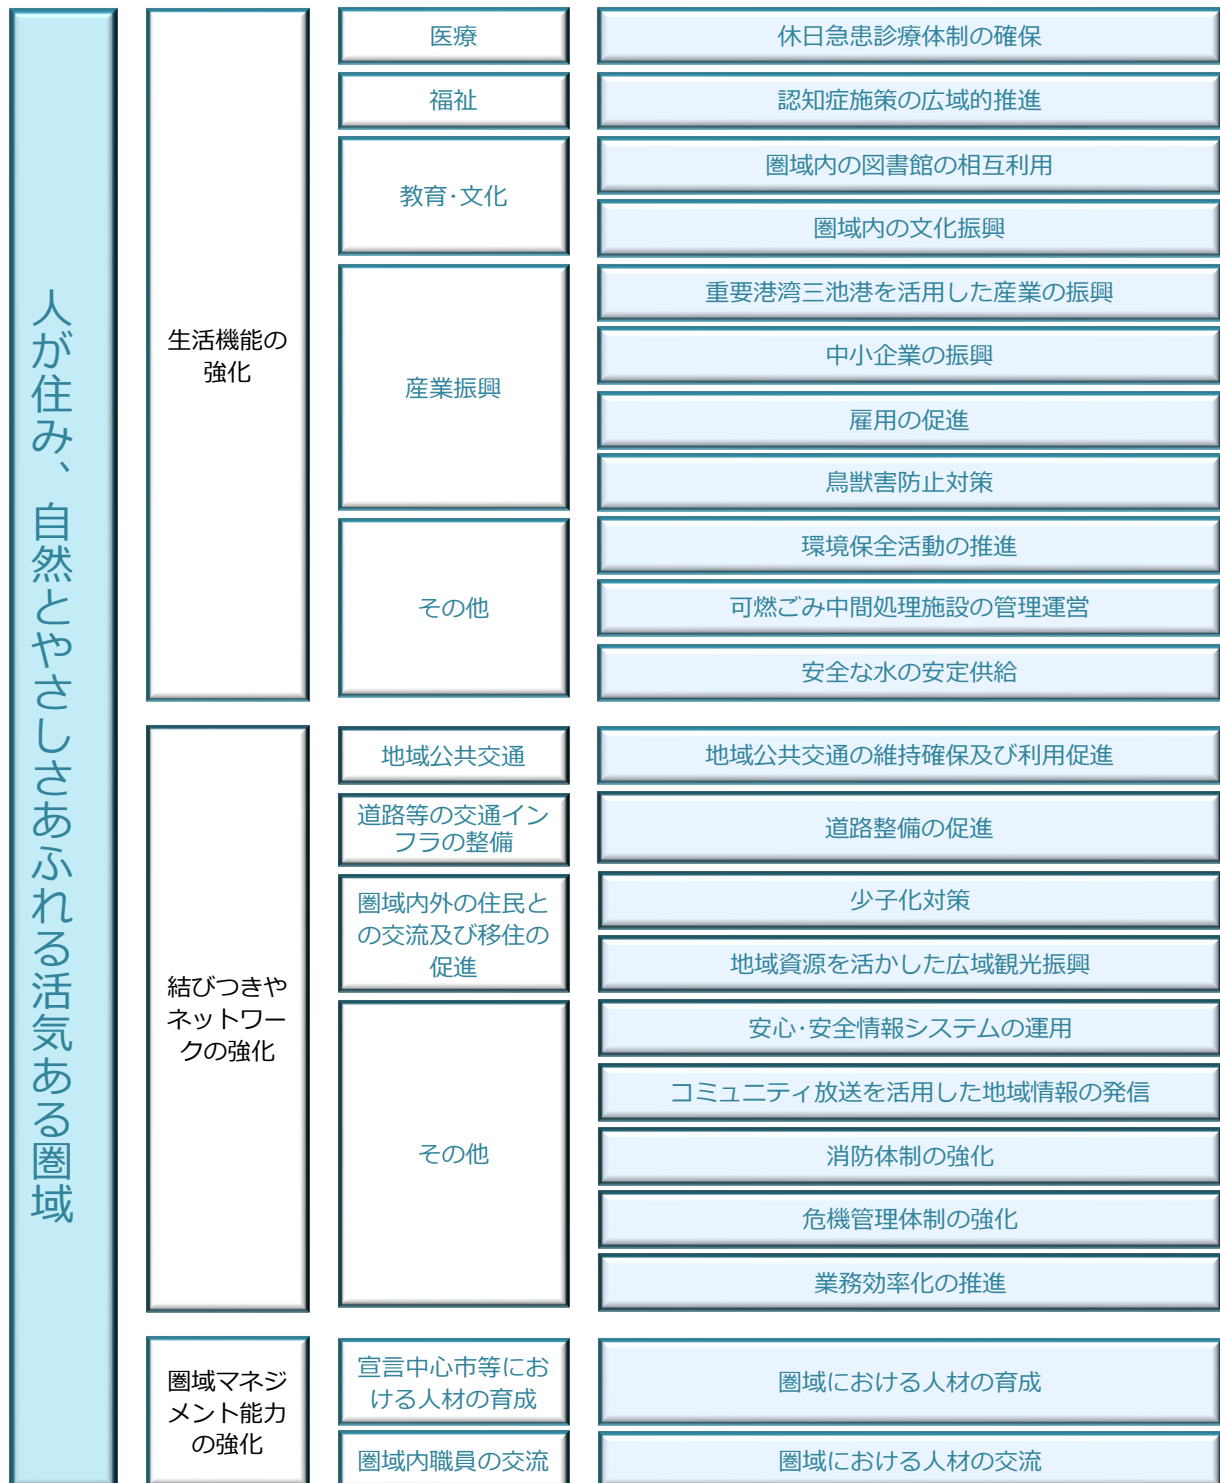 人が住み、自然とやさしさあふれる活気ある圏域
生活機能の
強化
医療
休日急患診療体制の確保
福祉
認知症施策の広域的推進
教育・文化
圏域内の図書館の相互利用
圏域内の文化振興
産業振興
重要港湾三池港を活用した産業の振興
中小企業の振興
雇用の促進
鳥獣害防止対策
その他
環境保全活動の推進
可燃ごみ中間処理施設の管理運営
安全な水の安定供給
結びつきや
ネットワー
クの強化
地域公共交通
地域公共交通の維持確保及び利用促進
道路等の交通イン
フラの整備
道路整備の促進
圏域内外の住民と
の交流及び移住の
促進
少子化対策
地域資源を活かした広域観光振興
その他
安心・安全情報システムの運用
コミュニティ放送を活用した地域情報の発信
消防体制の強化
危機管理体制の強化
業務効率化の推進
圏域マネジ
メント能力
の強化
宣言中心市等にお
ける人材の育成
圏域における人材の育成
圏域内職員の交流
圏域における人材の交流